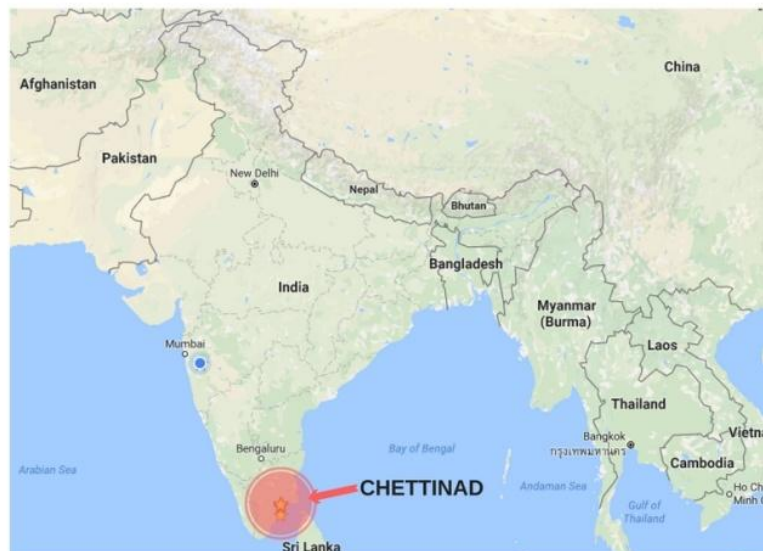 China
Afghanistan
Pakistan
New Delhi
Nepal
Bhutan
Bangladesh
India
Myanmar
(Burma)
Mumbai
Laos
Thailand
Bengaluru
Bay of Bengal
Bangkok
กรุงเทพมหานคร
Vietn
Arabian Sea
Cambodia
CHETTINAD
Andaman Sea
Ho Ch
Minh C
Gulf of
Thailand
Sri Lanka